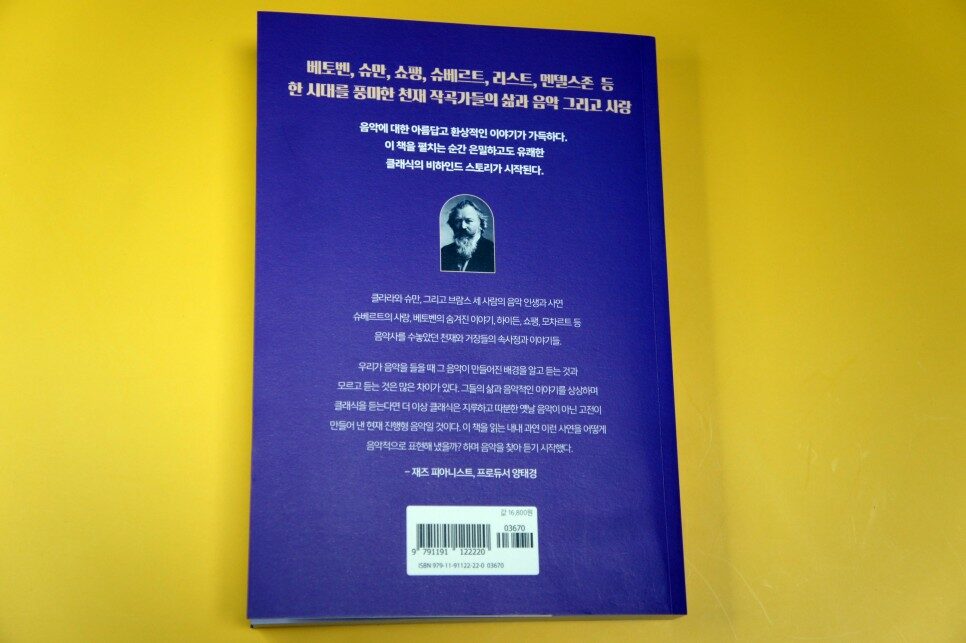 베토벤, 슈만, 쇼팽, 슈베르트, 리스트, 멘델스존 등
한 시대를 풍미한 천재 작곡가들의 삶과 음악 그리고 사랑
음악에 대한 아름답고 환상적인 이야기가 가득하다.
이 책을 펼치는 순간 은밀하고도 유쾌한
클래식의 비하인드 스토리가 시작된다.
클라라와 슈만, 그리고 브람스 세 사람의 음악 인생과 사연
슈베르트의 사랑, 베토벤의 숨겨진 이야기, 하이든, 쇼팽, 모차르트 등
음악사를 수놓았던 천재와 거장들의 속사정과 이야기들.
우리가 음악을 들을 때 그 음악이 만들어진 배경을 알고 듣는 것과
모르고 듣는 것은 많은 차이가 있다. 그들의 삶과 음악적인 이야기를 상상하며
클래식을 듣는다면 더 이상 클래식은 지루하고 따분한 옛날 음악이 아닌 고전이
만들어 낸 현재 진행형 음악일 것이다. 이 책을 읽는 내내 과연 이런 사연을 어떻게
음악적으로 표현해 냈을까? 하며 음악을 찾아 듣기 시작했다.
– 재즈 피아니스트, 프로듀서 양태경
값 16,800원
03670
9 791191 122220
ISBN 979-11-91122-22-0 03670